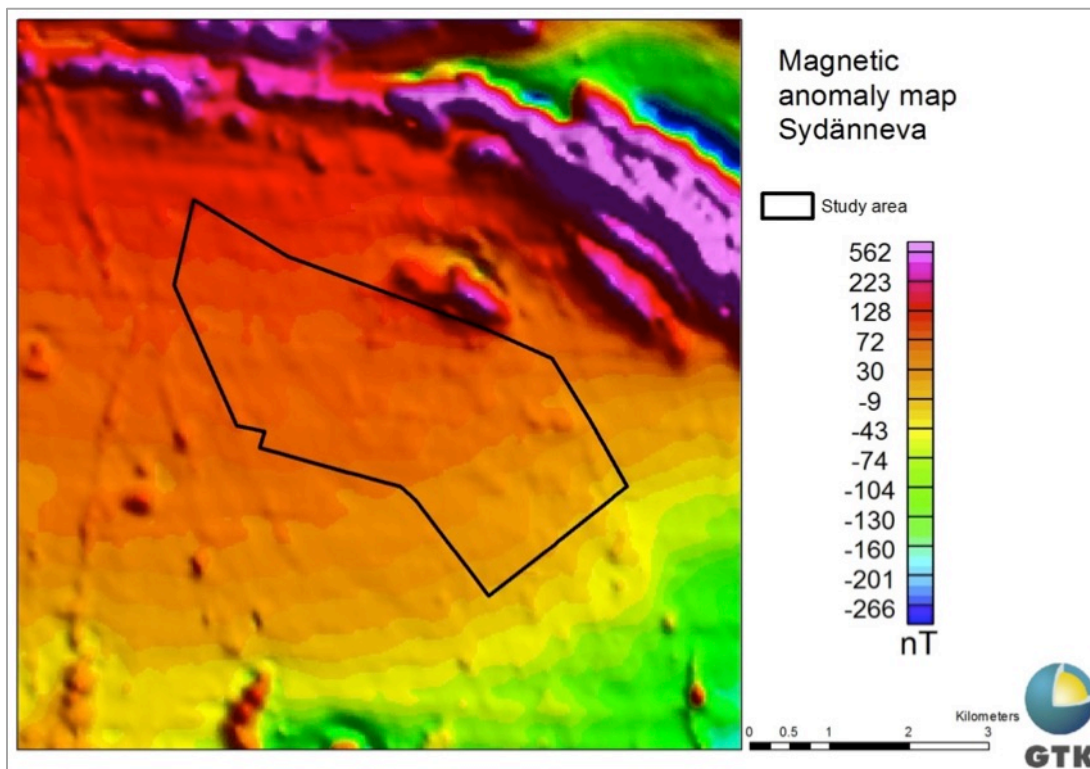 Magnetic
anomaly map
Sydänneva
Study area
562
223
128
72
30
-9
-43
-74
-104
-130
-160
-201
-266
nT
Kilometers
0 0.5 1 2 3
GTK